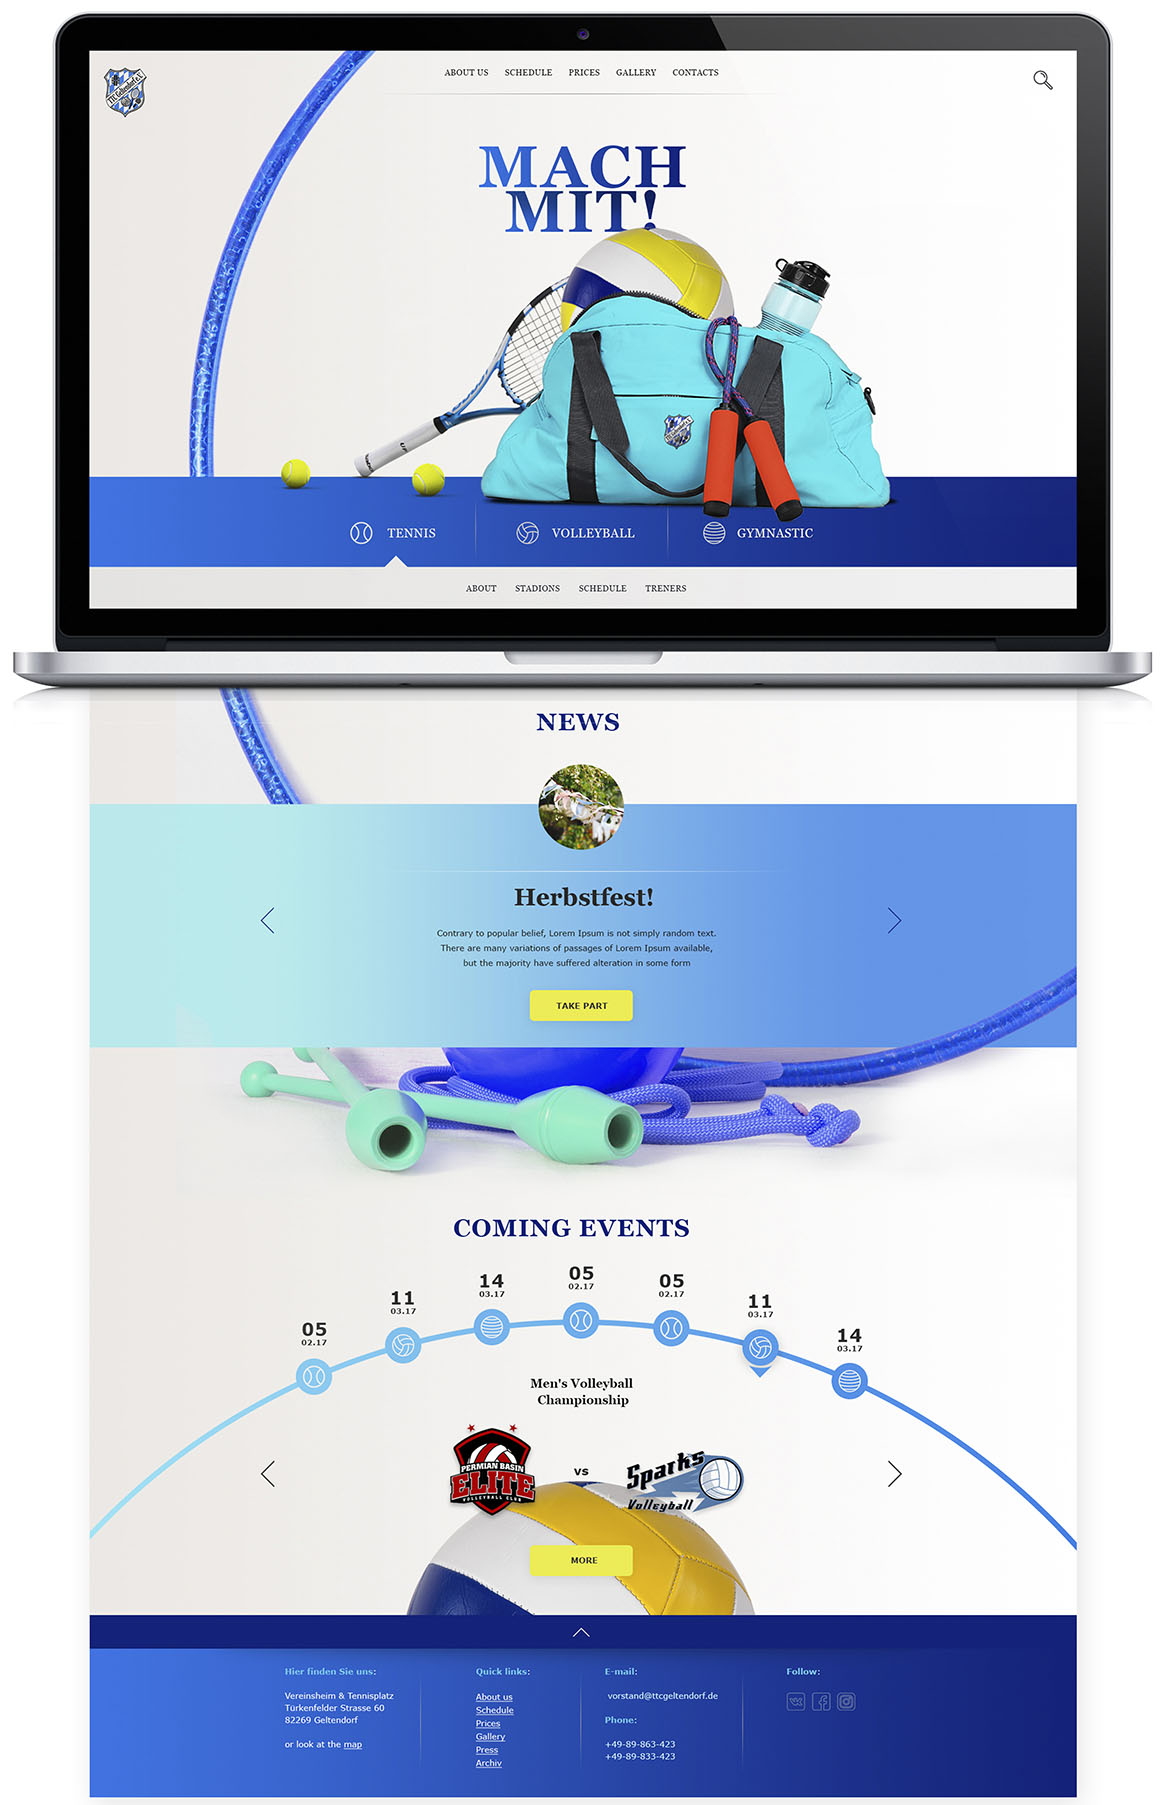 TTC Geltendorf e.V.
ABOUT US SCHEDULE PRICES GALLERY CONTACTS
MACH
MIT!
TENNIS VOLLEYBALL GYMNASTIC
ABOUT STADIONS SCHEDULE TRENERS
NEWS
Herbstfest!
Contrary to popular belief, Lorem Ipsum is not simply random text.
There are many variations of passages of Lorem Ipsum available,
but the majority have suffered alteration in some form
TAKE PART
COMING EVENTS
05
02.17
11
03.17
14
03.17
05
02.17
05
02.17
11
03.17
14
03.17
Men's Volleyball
Championship
PERMIAN BASIN
ELITE
VOLLEYBALL CLUB
vs
Sparks
Volleyball
MORE
Hier finden Sie uns:
Vereinsheim & Tennisplatz
Türkenfelder Strasse 60
82269 Geltendorf
or look at the map
Quick links:
About us
Schedule
Prices
Gallery
Press
Archiv
E-mail:
vorstand@ttcgeltendorf.de
Phone:
+49-89-863-423
+49-89-833-423
Follow: